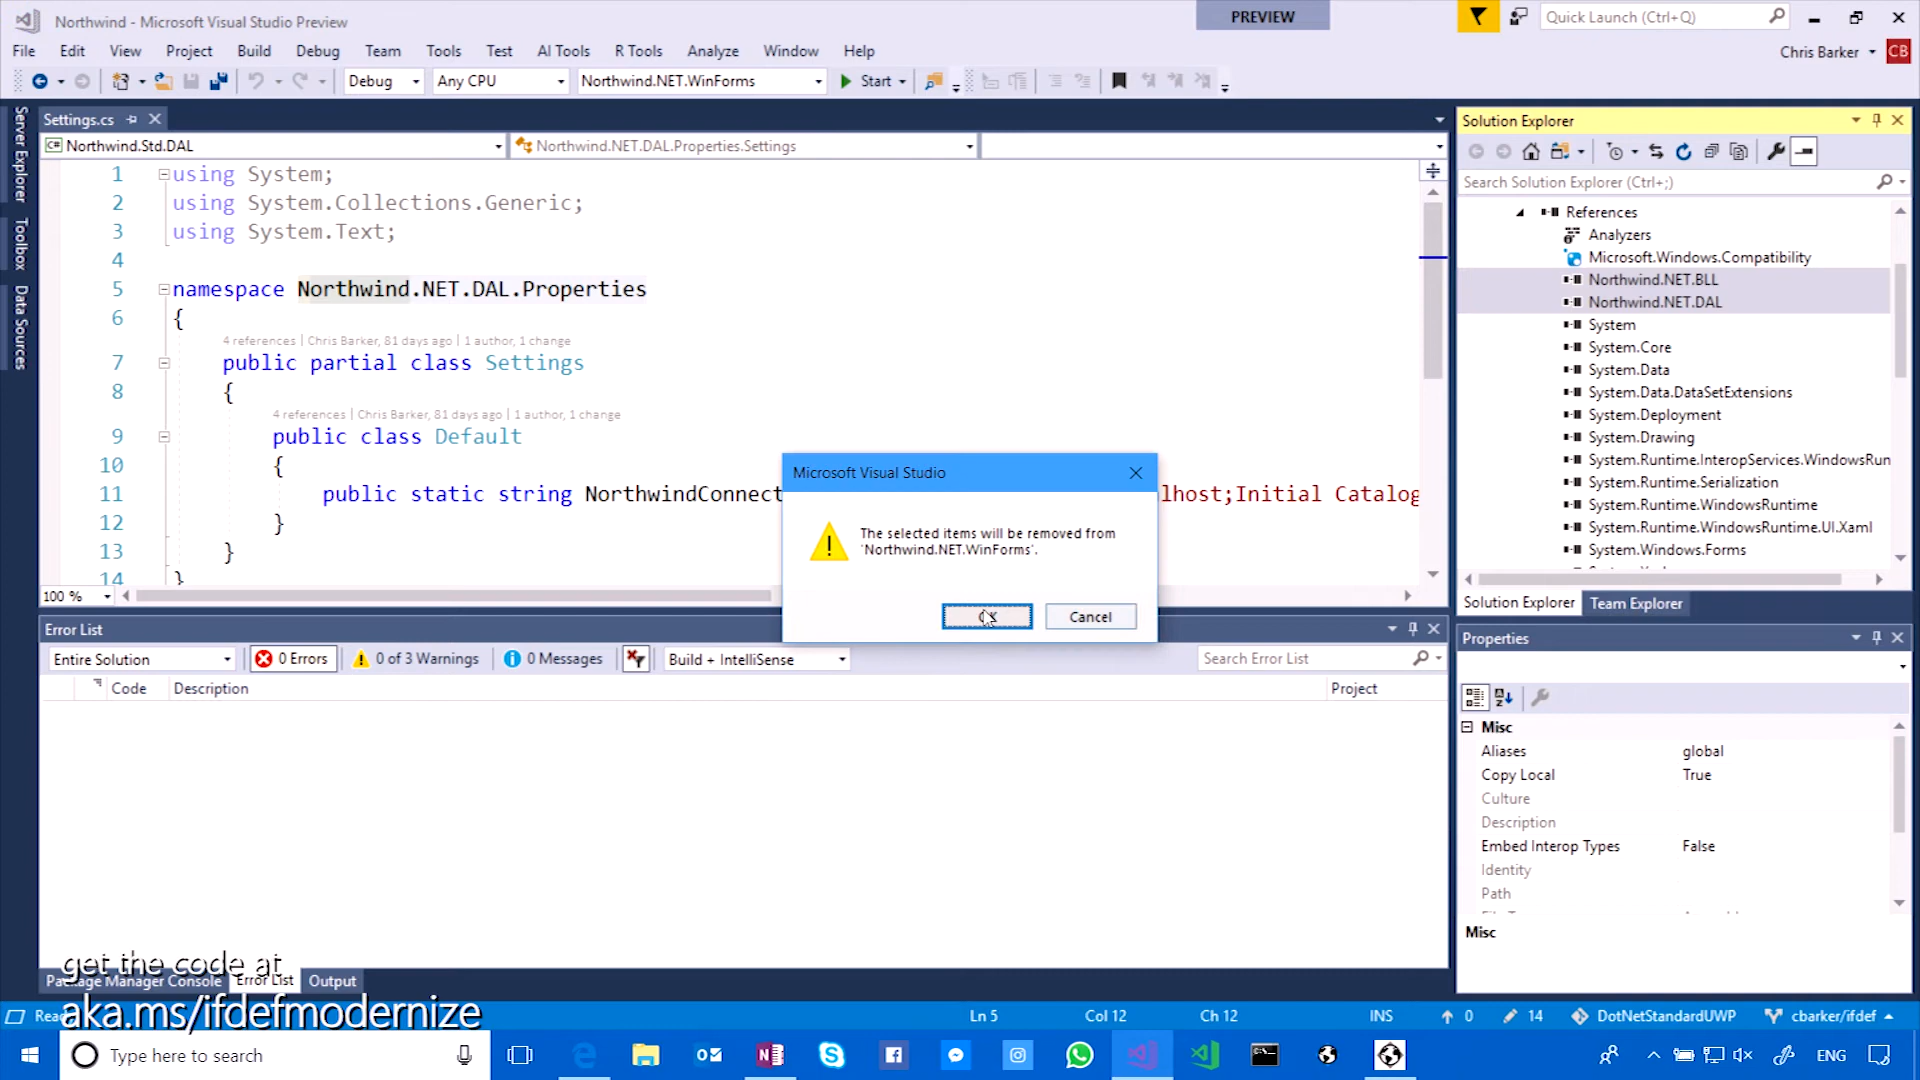 Northwind - Microsoft Visual Studio Preview
PREVIEW
Quick Launch (Ctrl+Q)
File Edit View Project Build Debug Team Tools Test AI Tools R Tools Analyze Window Help
Chris Barker CB
Debug Any CPU Northwind.NET.WinForms Start
Server Explorer
Toolbox
Data Sources
Settings.cs
C# Northwind.Std.DAL Northwind.NET.DAL.Properties.Settings
1 using System;
2 using System.Collections.Generic;
3 using System.Text;
4
5 namespace Northwind.NET.DAL.Properties
6 {
4 references | Chris Barker, 81 days ago | 1 author, 1 change
7 public partial class Settings
8 {
4 references | Chris Barker, 81 days ago | 1 author, 1 change
9 public class Default
10 {
11 public static string NorthwindConnect lhost;Initial Catalog
12 }
13 }
14 }
100 %
Microsoft Visual Studio
The selected items will be removed from
'Northwind.NET.WinForms'.
Cancel
Solution Explorer
Search Solution Explorer (Ctrl+;)
References
Analyzers
Microsoft.Windows.Compatibility
Northwind.NET.BLL
Northwind.NET.DAL
System
System.Core
System.Data
System.Data.DataSetExtensions
System.Deployment
System.Drawing
System.Runtime.InteropServices.WindowsRun
System.Runtime.Serialization
System.Runtime.WindowsRuntime
System.Runtime.WindowsRuntime.UI.Xaml
System.Windows.Forms
Solution Explorer Team Explorer
Error List
Entire Solution 0 Errors 0 of 3 Warnings 0 Messages Build + IntelliSense Search Error List
Code Description Project
Properties
Misc
Aliases global
Copy Local True
Culture
Description
Embed Interop Types False
Identity
Path
Misc
get the code at
Package Manager Console Error List Output
aka.ms/ifdefmodernize
Ln 5 Col 12 Ch 12 INS 0 14 DotNetStandardUWP cbarker/ifdef
Type here to search
ENG